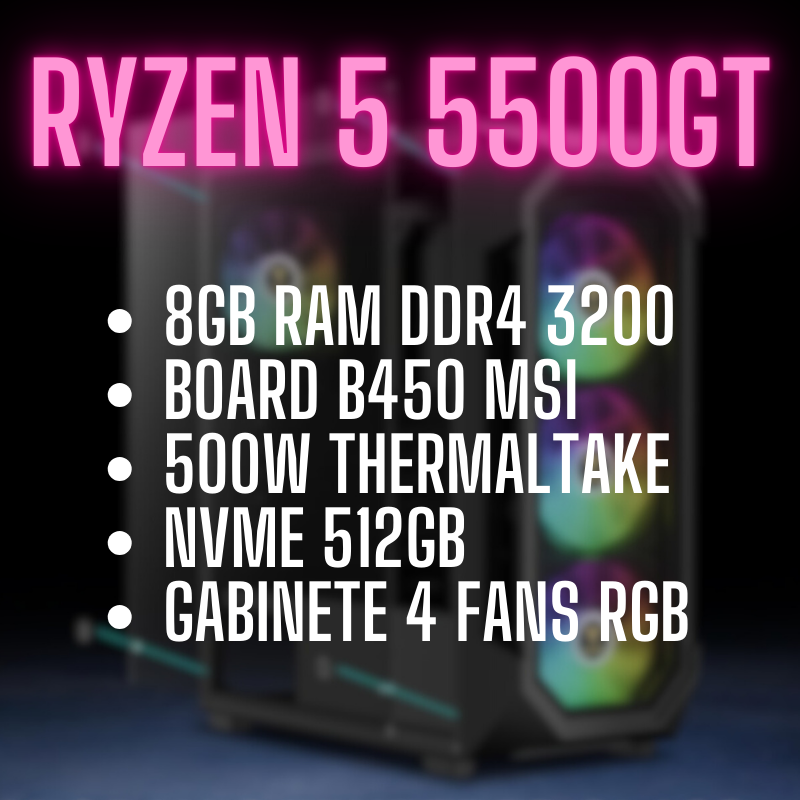 RYZEN 5 5500GT
• 8GB RAM DDR4 3200
• BOARD B450 MSI
• 500W THERMALTAKE
• NVME 512GB
• GABINETE 4 FANS RGB